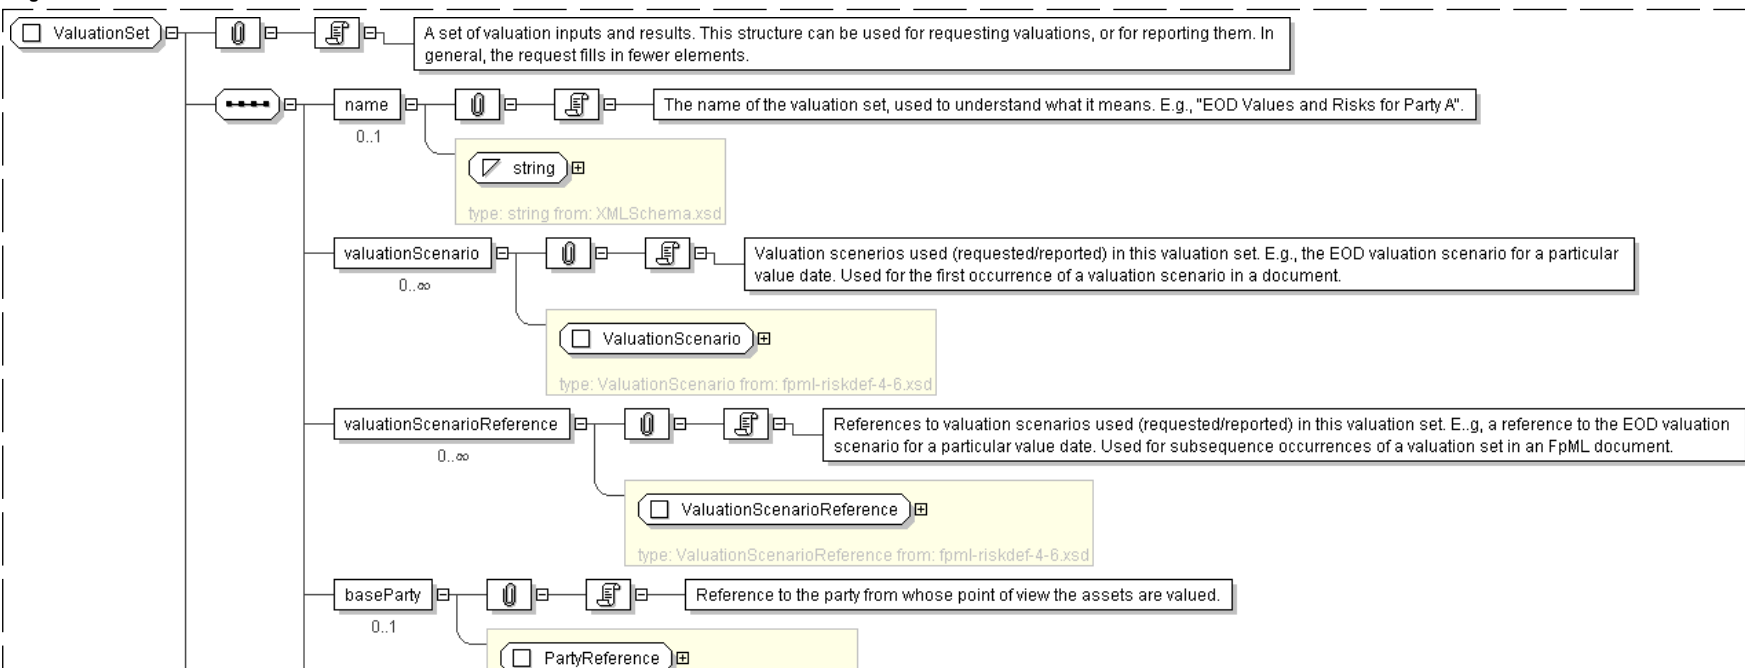 ValuationSet
A set of valuation inputs and results. This structure can be used for requesting valuations, or for reporting them. In
general, the request fills in fewer elements.
name
The name of the valuation set, used to understand what it means. E.g., "EOD Values and Risks for Party A".
0..1
string
type: string from: XMLSchema.xsd
valuationScenario
Valuation scenerios used (requested/reported) in this valuation set. E.g., the EOD valuation scenario for a particular
value date. Used for the first occurrence of a valuation scenario in a document.
0..∞
ValuationScenario
type: ValuationScenario from: fpml-riskdef-4-6.xsd
valuationScenarioReference
References to valuation scenarios used (requested/reported) in this valuation set. E..g, a reference to the EOD valuation
scenario for a particular value date. Used for subsequence occurrences of a valuation set in an FpML document.
0..∞
ValuationScenarioReference
type: ValuationScenarioReference from: fpml-riskdef-4-6.xsd
baseParty
Reference to the party from whose point of view the assets are valued.
0..1
PartyReference